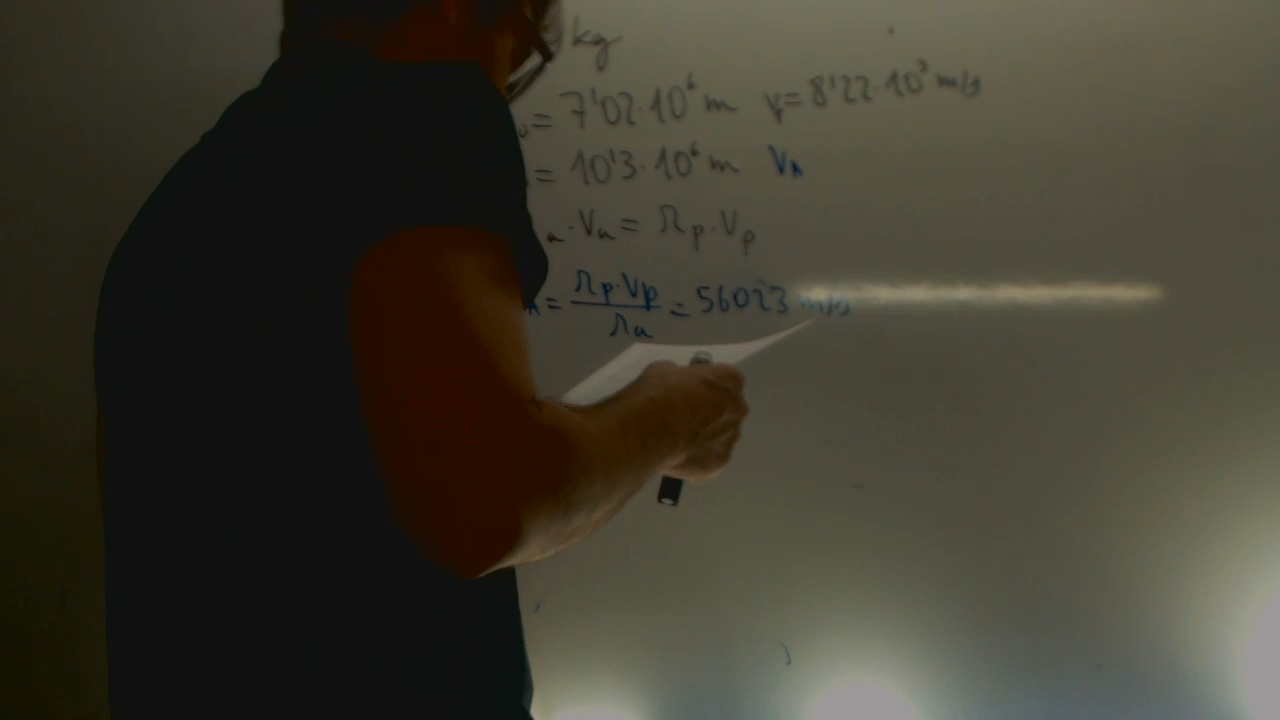 kg
= 7'02·10⁶ m v= 8'22·10³ m/s
= 10'3·10⁶ m VA
a·Va = rp·Vp
A = rp·Vp / ra = 5602'3 m/s